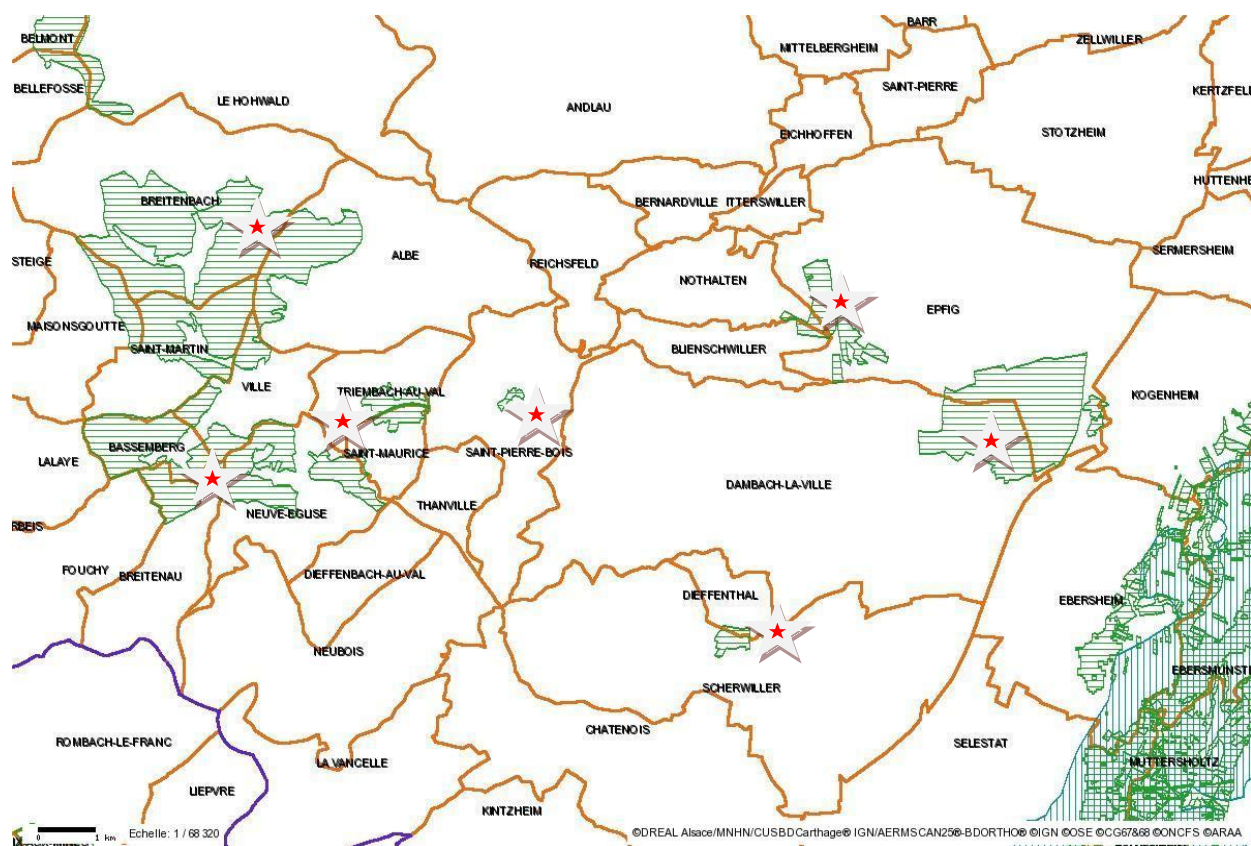 BARR
BELMONT
ZELLWILLER
MITTELBERGHEIM
BELLEFOSSE
SAINT-PIERRE
KERTZFEL
LE HOHWALD
ANDLAU
EICHHOFFEN
STOTZHEIM
HUTTENHE
BREITENBACH
BERNARDVILLE
ITTERSWILLER
SERMERSHEIM
ALBE
STEIGE
REICHSFELD
NOTHALTEN
EPFIG
MAISONSGOUTTE
SAINT-MARTIN
BLIENSCHWILLER
VILLE
TRIEMBACH-AU-VAL
KOGENHEIM
BASSEMBERG
SAINT-MAURICE
SAINT-PIERRE-BOIS
LALAYE
DAMBACH-LA-VILLE
THANVILLE
NEUVE-EGLISE
RBEIS
FOUCHY
BREITENAU
DIEFFENBACH-AU-VAL
DIEFFENTHAL
EBERSHEIM
NEUBOIS
EBERSMUNSTE
SCHERWILLER
CHATENOIS
ROMBACH-LE-FRANC
SELESTAT
LA VANCELLE
MUTTERSHOLTZ
LIEPVRE
KINTZHEIM
0 1 km
Echelle: 1 / 68 320
©DREAL Alsace/MNHN/CUSBDCarthage® IGN/AERMSCAN25®-BDORTHO® ©IGN ©OSE ©CG67&68 ©ONCFS ©ARAA